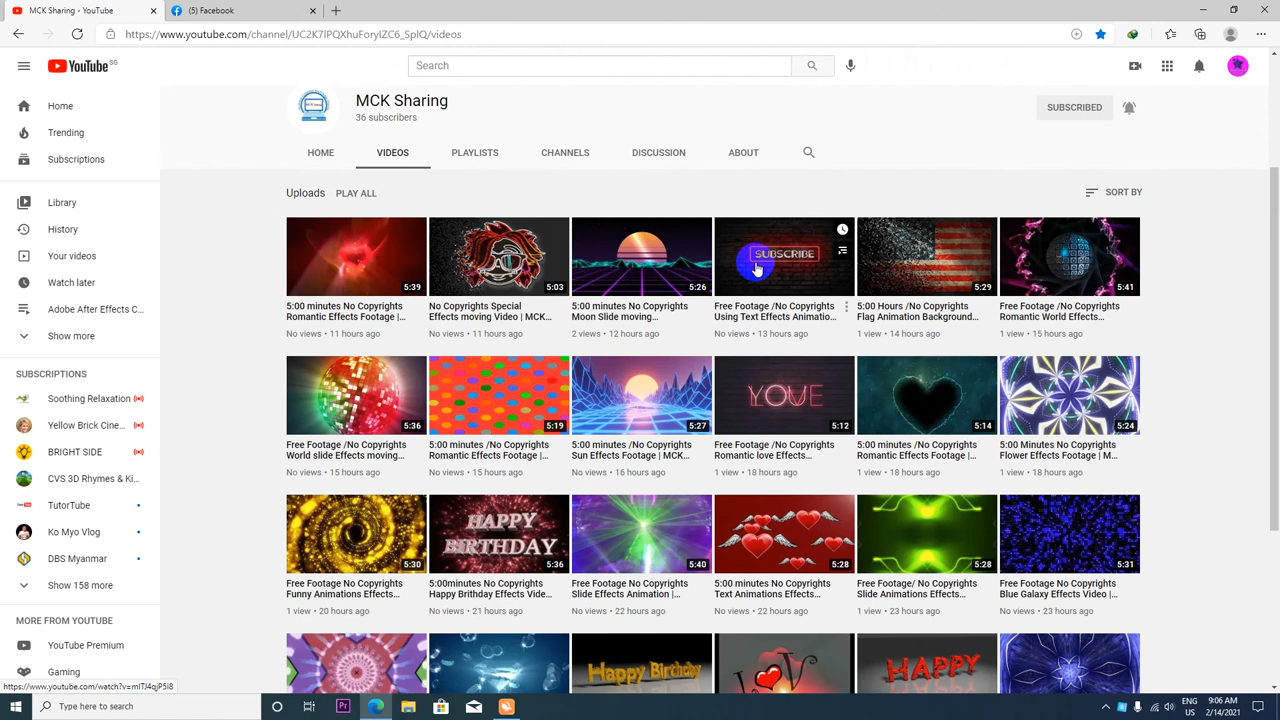 MCK Sharing - YouTube
(5) Facebook
https://www.youtube.com/channel/UC2K7lPQXhuForyIZC6_SplQ/videos
YouTube SG
Search
MCK Sharing
36 subscribers
SUBSCRIBED
HOME
VIDEOS
PLAYLISTS
CHANNELS
DISCUSSION
ABOUT
Home
Trending
Subscriptions
Library
History
Your videos
Watch later
Adobe After Effects C...
Show more
SUBSCRIPTIONS
Soothing Relaxation
Yellow Brick Cine...
BRIGHT SIDE
CVS 3D Rhymes & Ki...
TutorTube
Ko Myo Vlog
DBS Myanmar
Show 158 more
MORE FROM YOUTUBE
YouTube Premium
Gaming
Uploads PLAY ALL
SORT BY
5:39
5:00 minutes No Copyrights
Romantic Effects Footage |...
No views • 11 hours ago
5:03
No Copyrights Special
Effects moving Video | MCK...
No views • 11 hours ago
5:26
5:00 minutes No Copyrights
Moon Slide moving...
2 views • 12 hours ago
SUBSCRIBE
Free Footage /No Copyrights
Using Text Effects Animatio...
No views • 13 hours ago
5:29
5:00 Hours /No Copyrights
Flag Animation Background...
1 view • 14 hours ago
5:41
Free Footage /No Copyrights
Romantic World Effects...
1 view • 15 hours ago
5:36
Free Footage /No Copyrights
World slide Effects moving...
No views • 15 hours ago
5:19
5:00 minutes /No Copyrights
Romantic Effects Footage |...
No views • 15 hours ago
5:27
5:00 minutes /No Copyrights
Sun Effects Footage | MCK...
No views • 16 hours ago
YOUE
5:12
Free Footage /No Copyrights
Romantic love Effects...
1 view • 18 hours ago
5:14
5:00 minutes /No Copyrights
Romantic Effects Footage |...
1 view • 18 hours ago
5:24
5:00 Minutes No Copyrights
Flower Effects Footage | M...
1 view • 18 hours ago
5:30
Free Footage No Copyrights
Funny Animations Effects...
1 view • 20 hours ago
HAPPY
BIRTHDAY
5:36
5:00minutes No Copyrights
Happy Brithday Effects Vide...
No views • 21 hours ago
5:40
Free Footage No Copyrights
Slide Effects Animation |...
No views • 22 hours ago
5:28
5:00 minutes No Copyrights
Text Animations Effects...
No views • 22 hours ago
5:28
Free Footage/ No Copyrights
Slide Animations Effects...
1 view • 23 hours ago
5:31
Free Footage No Copyrights
Blue Galaxy Effects Video |...
No views • 23 hours ago
Happy Birthday
HAPPY
https://www.youtube.com/watch?v=mITJ4qjP5I8
Type here to search
Pr
ENG
US
9:06 AM
2/14/2021